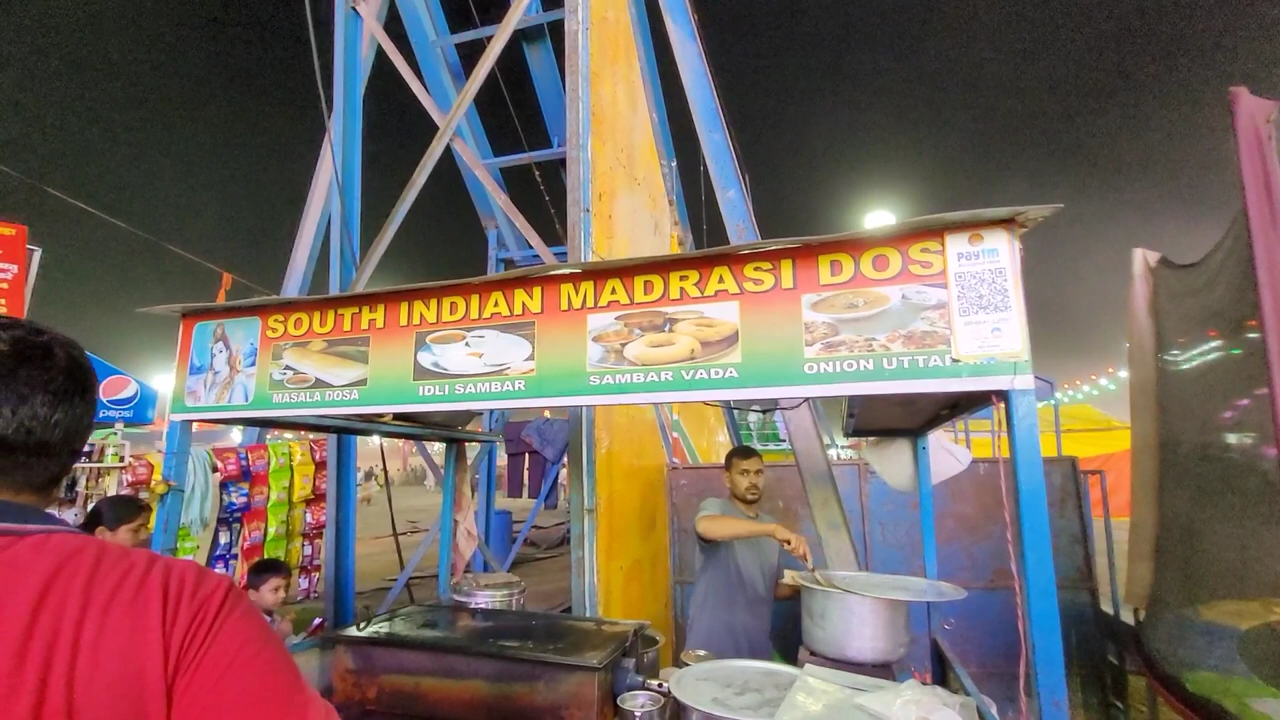 SOUTH INDIAN MADRASI DOS
MASALA DOSA
IDLI SAMBAR
SAMBAR VADA
ONION UTTAP
paytm
pepsi